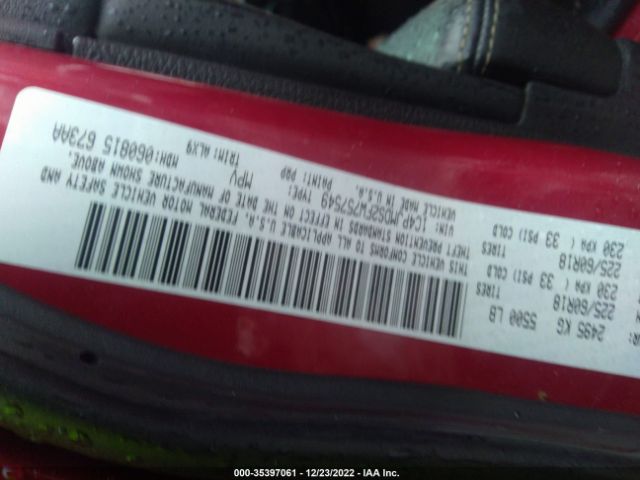 2495 KG 5500 LB
225/60R18 TIRES
230 KPA ( 33 PSI) COLD
225/60R18 TIRES
230 KPA ( 33 PSI) COLD
THIS VEHICLE CONFORMS TO ALL APPLICABLE U.S.A. FEDERAL MOTOR VEHICLE SAFETY AND
THEFT PREVENTION STANDARDS IN EFFECT ON THE DATE OF MANUFACTURE SHOWN ABOVE.
VIN: 1C4PJMDS2FW757549 TYPE: MPV MDH:060815 673AA
VEHICLE MADE IN U.S.A. PAINT: PRP TRIM: ALX9
000-35397061 - 12/23/2022 - IAA Inc.